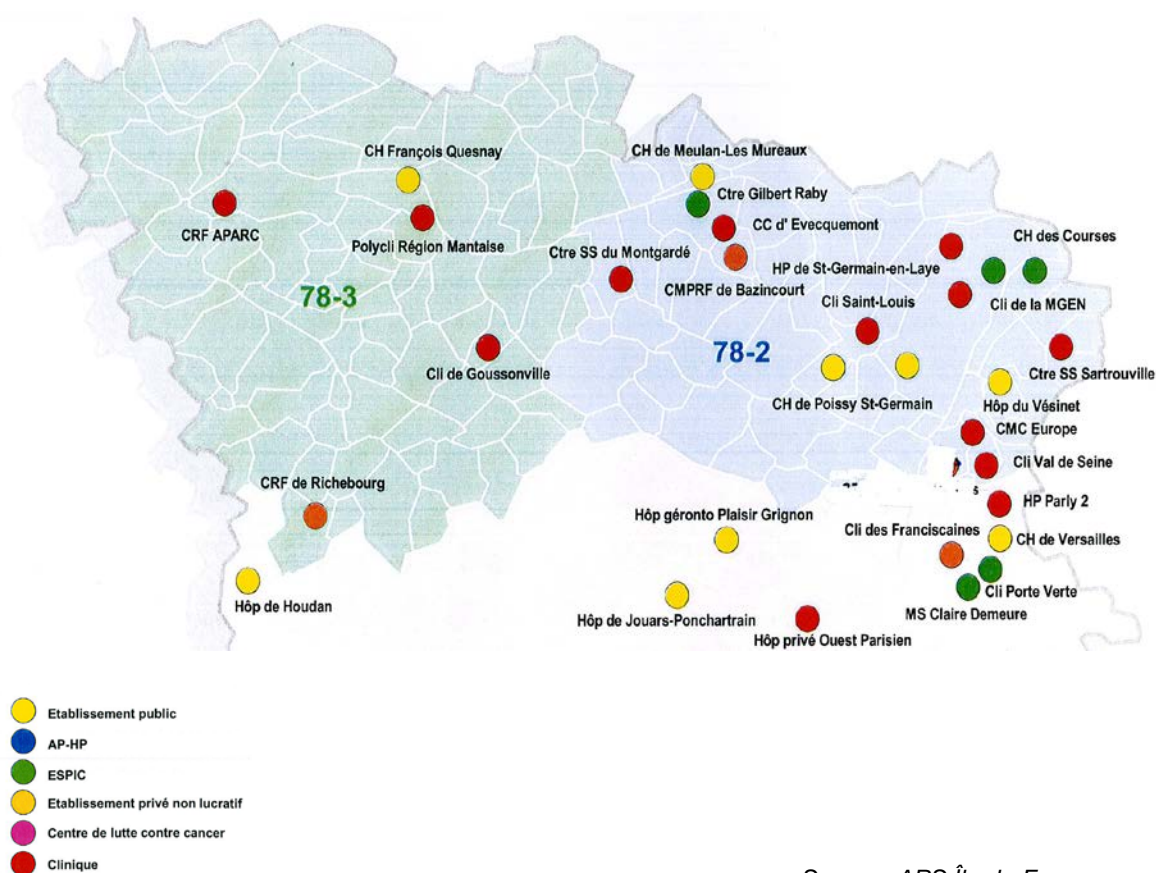 CH François Quesnay
CH de Meulan-Les Mureaux
Ctre Gilbert Raby
CRF APARC
Polycli Région Mantaise
CC d' Evecquemont
CH des Courses
Ctre SS du Montgardé
HP de St-Germain-en-Laye
CMPRF de Bazincourt
78-3
Cli Saint-Louis
Cli de la MGEN
78-2
Cli de Goussonville
Ctre SS Sartrouville
CH de Poissy St-Germain
Hôp du Vésinet
CMC Europe
Cli Val de Seine
CRF de Richebourg
HP Parly 2
Hôp géronto Plaisir Grignon
Cli des Franciscaines
CH de Versailles
Cli Porte Verte
Hôp de Houdan
MS Claire Demeure
Hôp de Jouars-Ponchartrain
Hôp privé Ouest Parisien
Etablissement public
AP-HP
ESPIC
Etablissement privé non lucratif
Centre de lutte contre cancer
Clinique